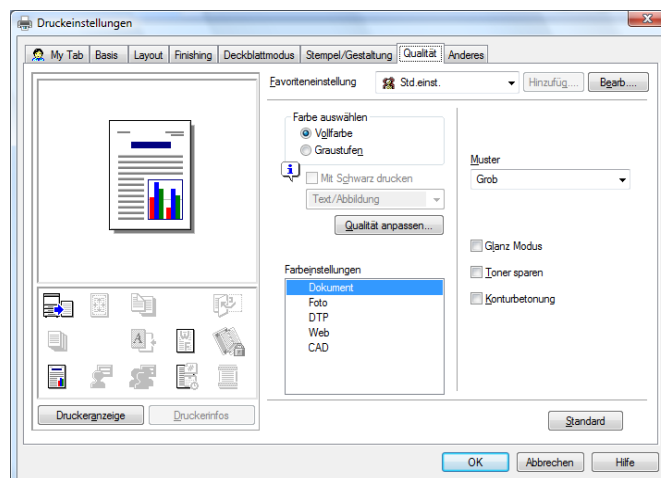 Druckeinstellungen
My Tab Basis Layout Finishing Deckblattmodus Stempel/Gestaltung Qualität Anderes
Favoriteneinstellung Std.einst. Hinzufüg.... Bearb....
Farbe auswählen
Vollfarbe
Graustufen
Mit Schwarz drucken
Text/Abbildung
Qualität anpassen...
Muster
Grob
Glanz Modus
Toner sparen
Konturbetonung
Farbeinstellungen
Dokument
Foto
DTP
Web
CAD
Druckeranzeige Druckerinfos
Standard
OK Abbrechen Hilfe